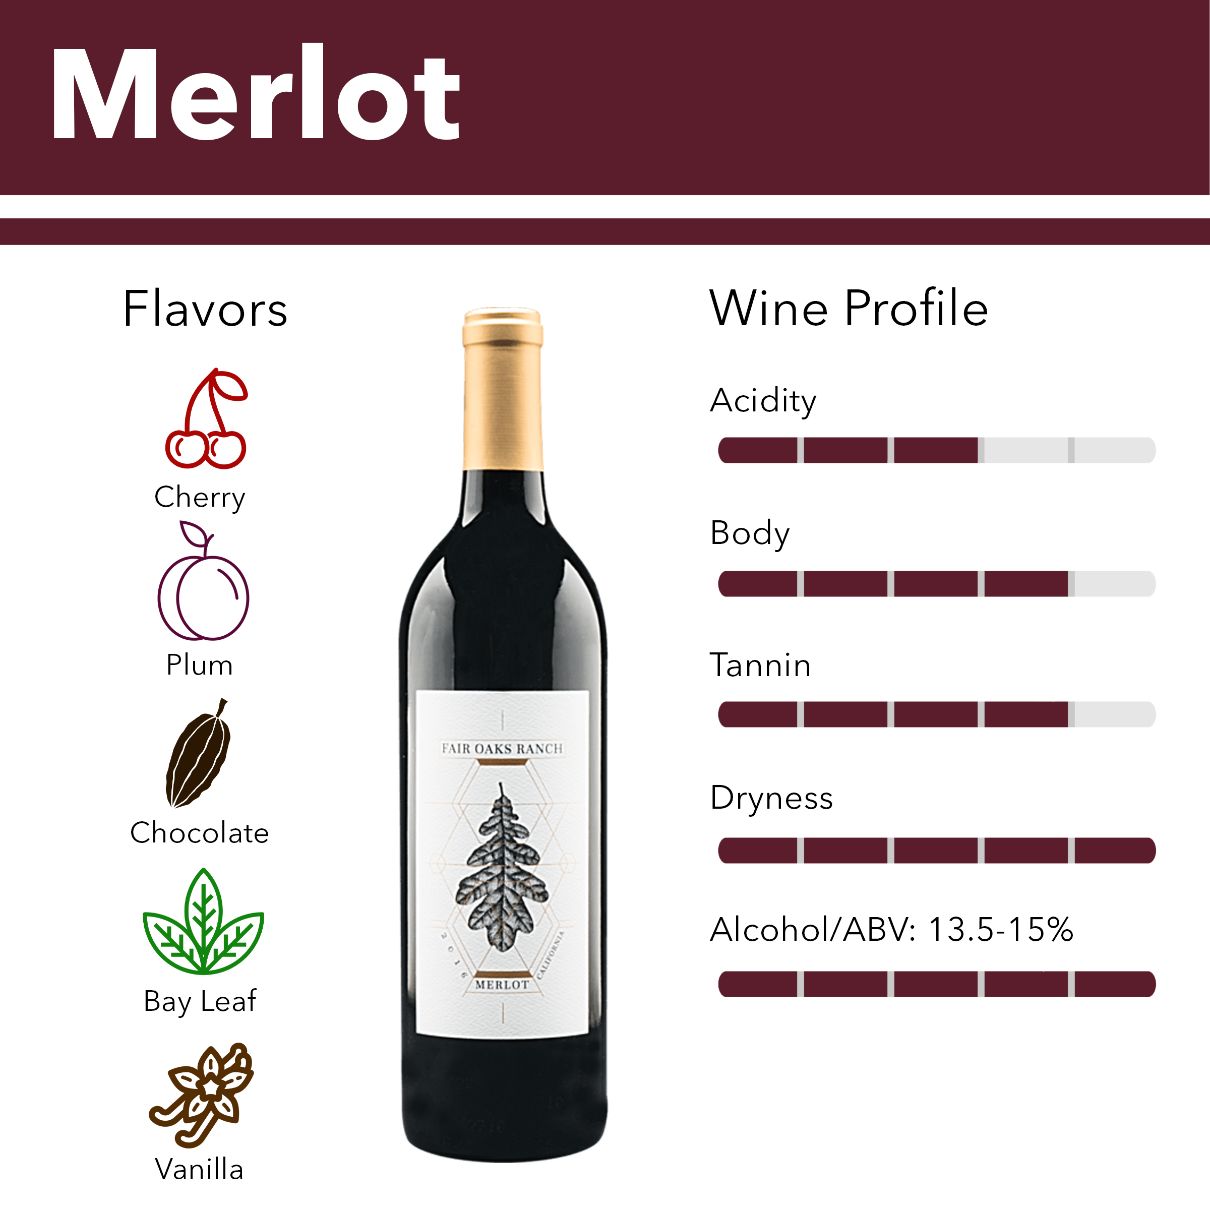 Merlot
Flavors
Cherry
Plum
Chocolate
Bay Leaf
Vanilla
FAIR OAKS RANCH
2016
CALIFORNIA
MERLOT
Wine Profile
Acidity
Body
Tannin
Dryness
Alcohol/ABV: 13.5-15%